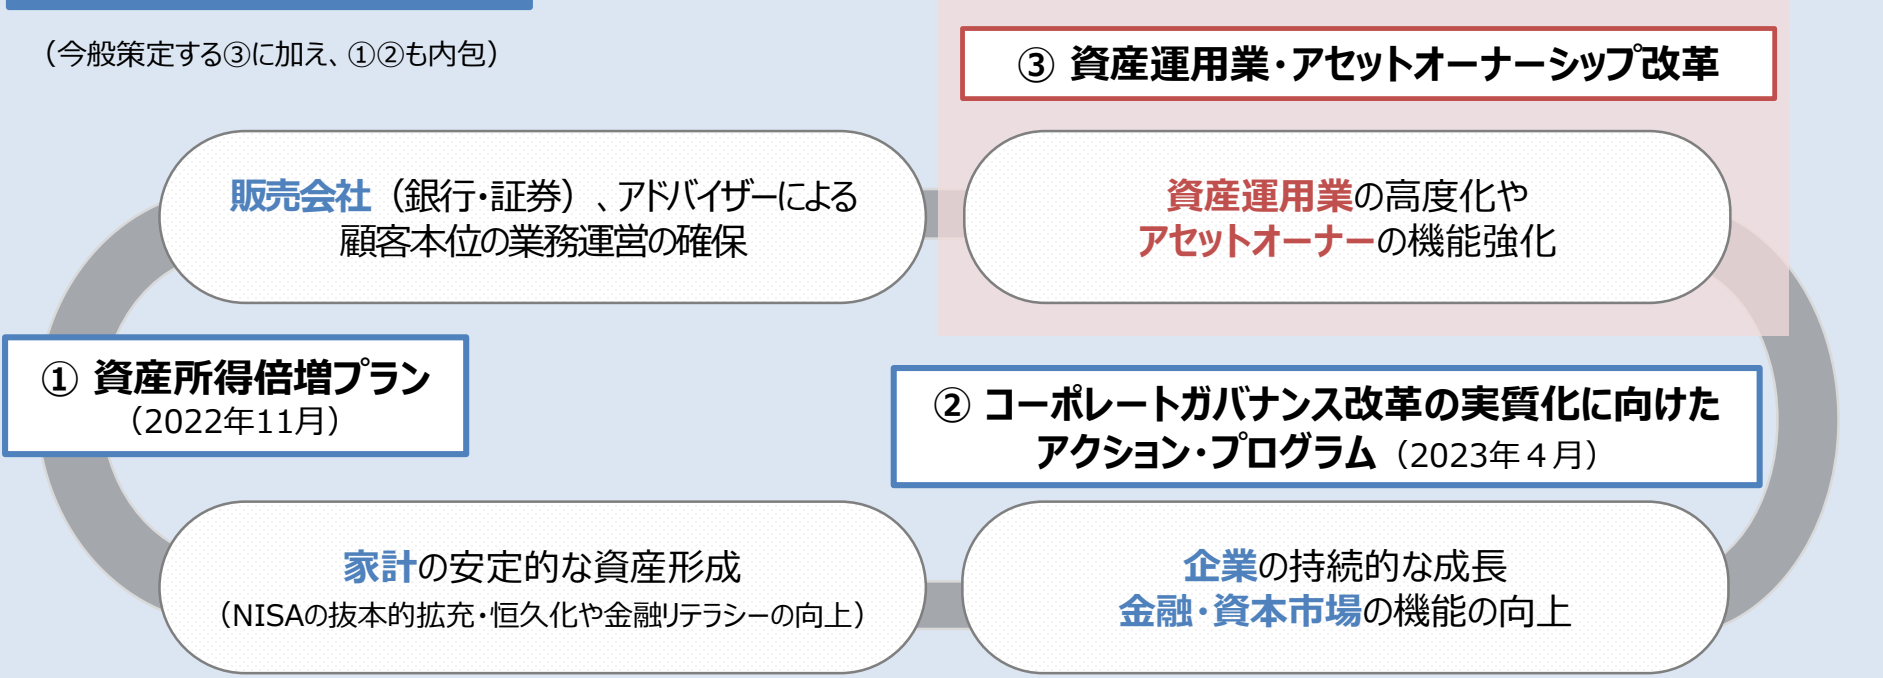 （今般策定する③に加え、①②も内包）
③ 資産運用業・アセットオーナーシップ改革
販売会社（銀行・証券）、アドバイザーによる
顧客本位の業務運営の確保
資産運用業の高度化や
アセットオーナーの機能強化
① 資産所得倍増プラン
（2022年11月）
② コーポレートガバナンス改革の実質化に向けた
アクション・プログラム（2023年４月）
家計の安定的な資産形成
（NISAの抜本的拡充・恒久化や金融リテラシーの向上）
企業の持続的な成長
金融・資本市場の機能の向上